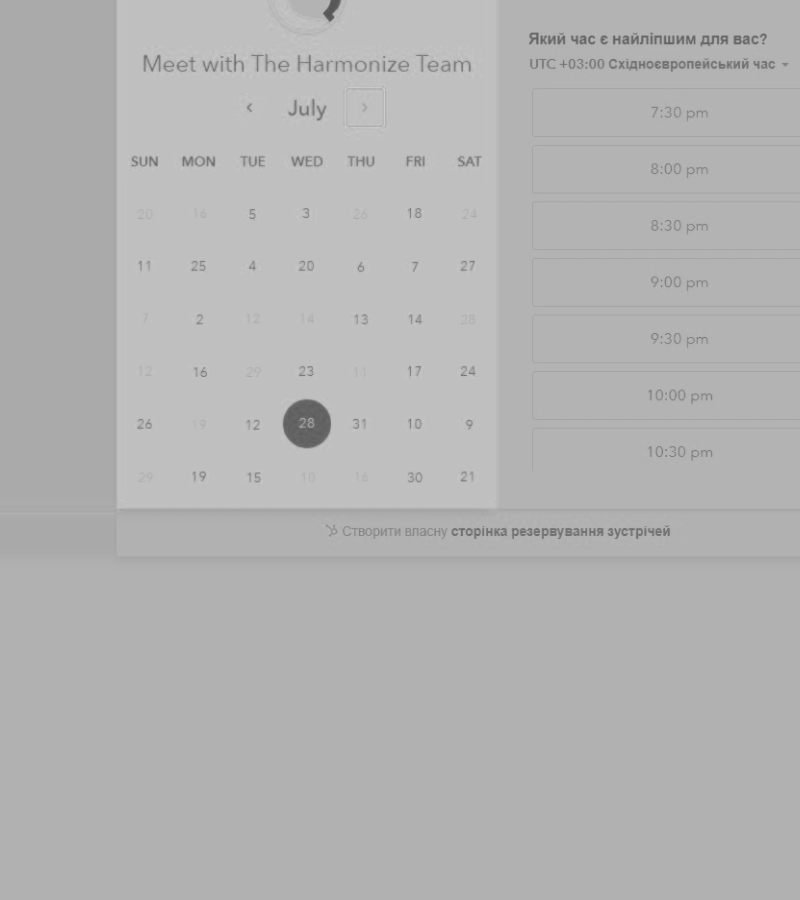 Meet with The Harmonize Team
July
SUN MON TUE WED THU FRI SAT
20 16 5 3 26 18 24
11 25 4 20 6 7 27
7 2 12 14 13 14 28
12 16 29 23 11 17 24
26 19 12 28 31 10 9
29 19 15 10 16 30 21
Який час є найліпшим для вас?
UTC +03:00 Східноєвропейський час
7:30 pm
8:00 pm
8:30 pm
9:00 pm
9:30 pm
10:00 pm
10:30 pm
Створити власну сторінка резервування зустрічей